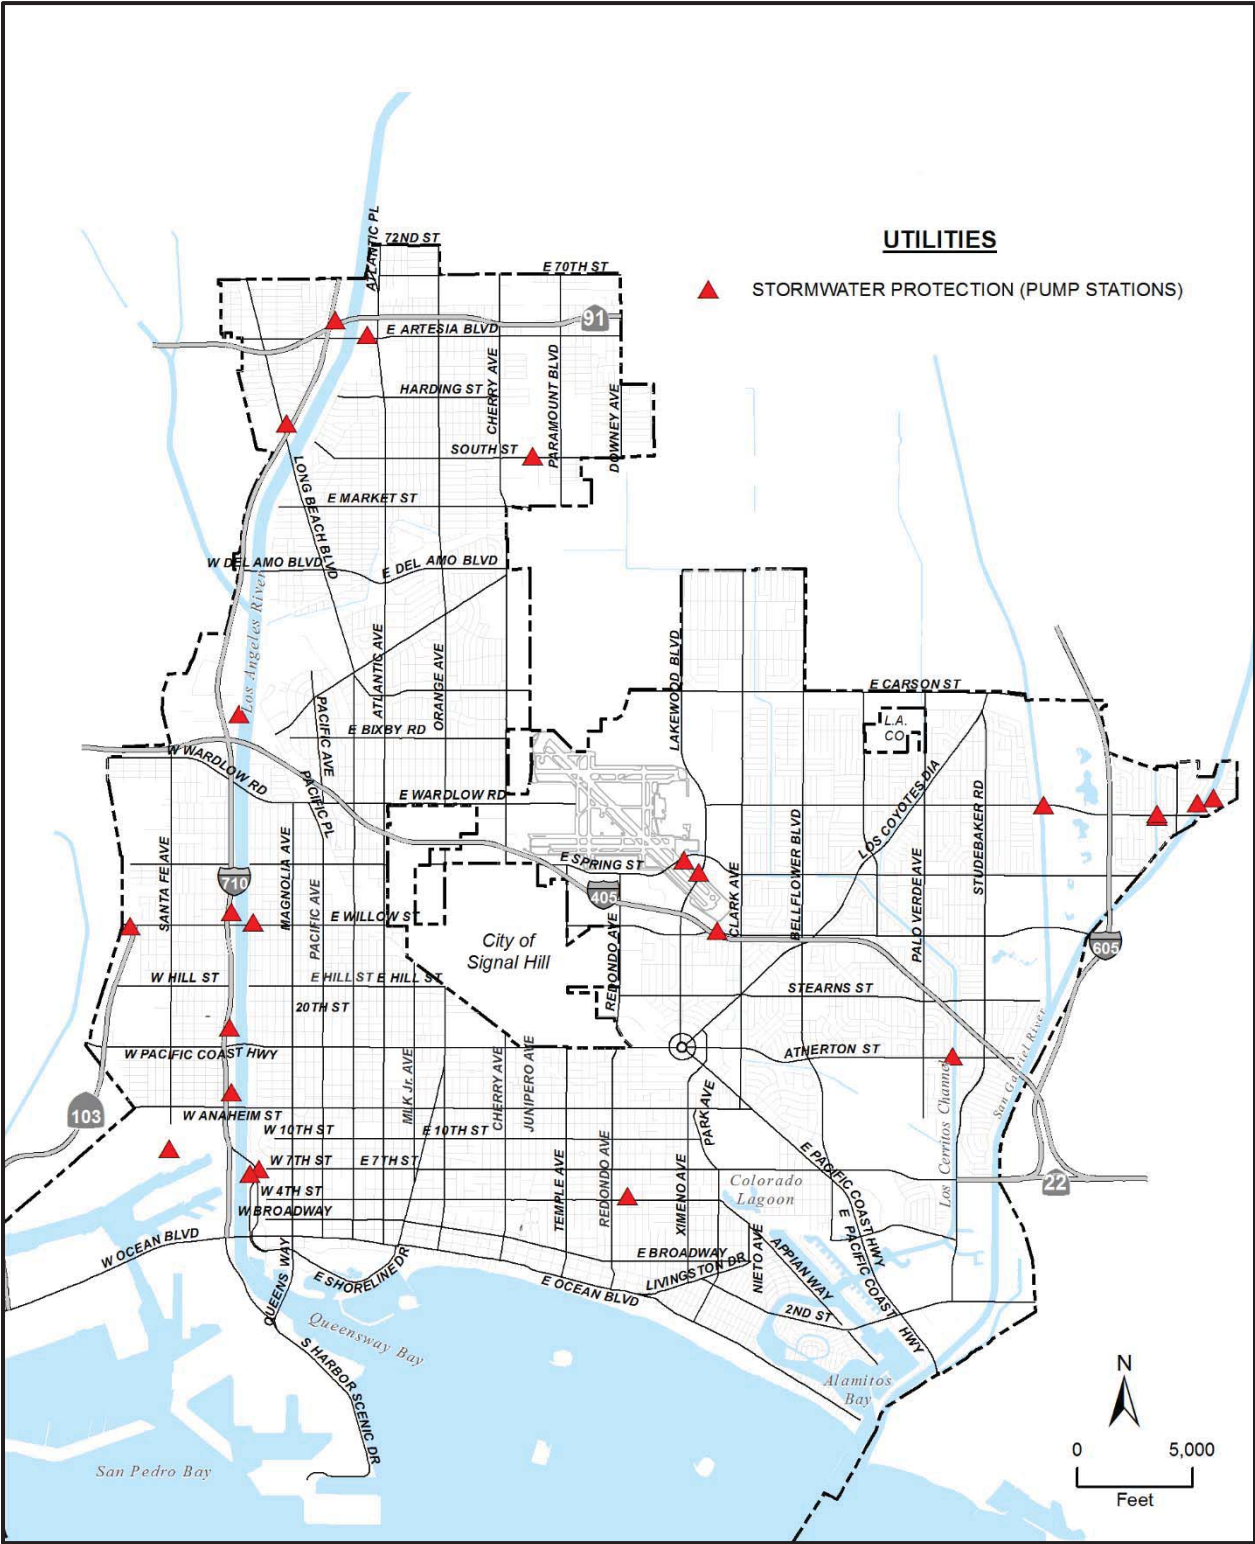 UTILITIES
STORMWATER PROTECTION (PUMP STATIONS)
ATLANTIC PL
72ND ST
E 70TH ST
91
E ARTESIA BLVD
CHERRY AVE
PARAMOUNT BLVD
HARDING ST
DOWNEY AVE
SOUTH ST
LONG BEACH BLVD
E MARKET ST
W DEL AMO BLVD
E DEL AMO BLVD
Los Angeles River
ATLANTIC AVE
ORANGE AVE
LAKEWOOD BLVD
E CARSON ST
L.A.
CO
PACIFIC AVE
E BIXBY RD
W WARDLOW RD
PACIFIC PL
E WARDLOW RD
LOS COYOTES DIA
STUDEBAKER RD
BELLFLOWER BLVD
SANTA FE AVE
MAGNOLIA AVE
PACIFIC AVE
E SPRING ST
CLARK AVE
PALO VERDE AVE
710
405
E WILLOW ST
REDONDO AVE
605
City of
Signal Hill
W HILL ST
E HILL ST
E HILL ST
STEARNS ST
20TH ST
W PACIFIC COAST HWY
MLK Jr. AVE
CHERRY AVE
JUNIPERO AVE
ATHERTON ST
San Gabriel River
Los Cerritos Channel
103
W ANAHEIM ST
PARK AVE
W 10TH ST
E 10TH ST
W 7TH ST
E 7TH ST
E PACIFIC COAST HWY
22
W 4TH ST
TEMPLE AVE
REDONDO AVE
XIMENO AVE
Colorado
Lagoon
W BROADWAY
E PACIFIC COAST HWY
W OCEAN BLVD
QUEENS WAY
E SHORELINE DR
E BROADWAY
LIVINGSTON DR
NIETO AVE
APPIAN WAY
E OCEAN BLVD
2ND ST
Queensway Bay
S HARBOR SCENIC DR
Alamitos
Bay
San Pedro Bay
N
0 5,000
Feet